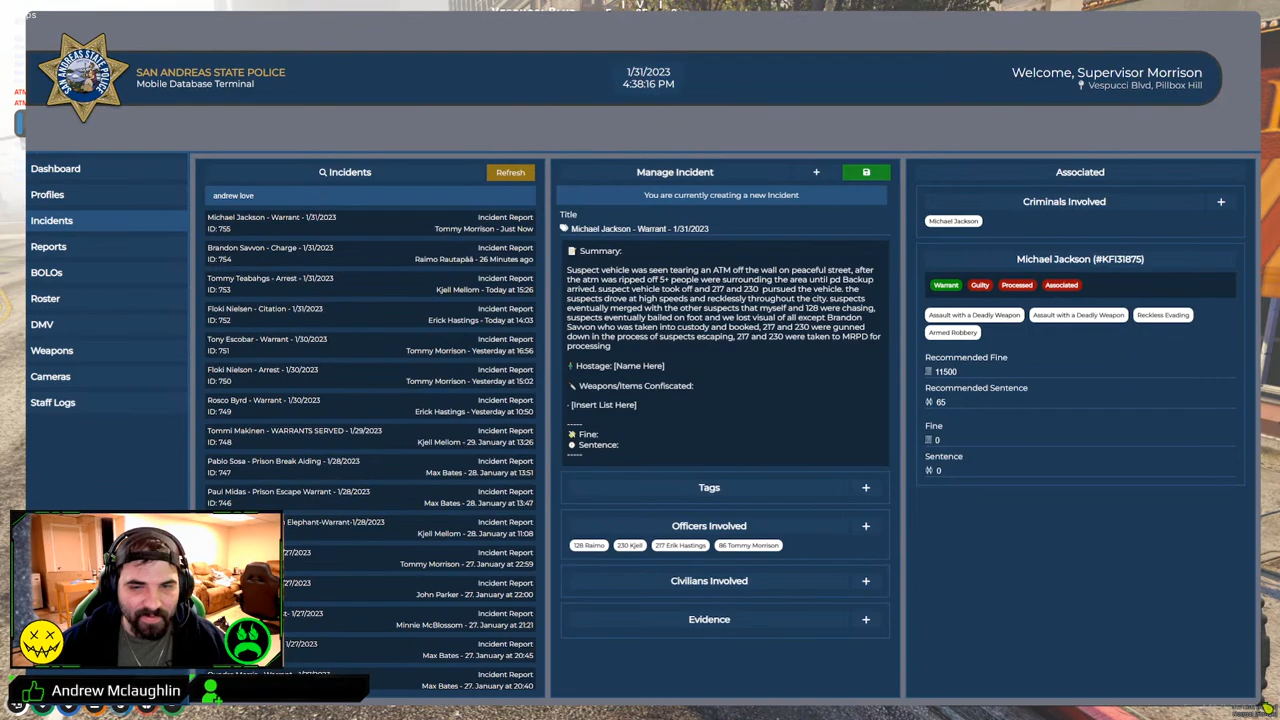 SAN ANDREAS STATE POLICE
Mobile Database Terminal
1/31/2023
4:38:16 PM
Welcome, Supervisor Morrison
Vespucci Blvd, Pillbox Hill
Dashboard
Profiles
Incidents
Reports
BOLOs
Roster
DMV
Weapons
Cameras
Staff Logs
Incidents
Refresh
andrew love
Michael Jackson - Warrant - 1/31/2023 Incident Report
ID: 755 Tommy Morrison - Just Now
Brandon Savvon - Charge - 1/31/2023 Incident Report
ID: 754 Raimo Rautapää - 26 Minutes ago
Tommy Teabahgs - Arrest - 1/31/2023 Incident Report
ID: 753 Kjell Mellom - Today at 15:26
Floki Nielsen - Citation - 1/31/2023 Incident Report
ID: 752 Erick Hastings - Today at 14:03
Tony Escobar - Warrant - 1/30/2023 Incident Report
ID: 751 Tommy Morrison - Yesterday at 16:56
Floki Nielsen - Arrest - 1/30/2023 Incident Report
ID: 750 Tommy Morrison - Yesterday at 15:02
Rosco Byrd - Warrant - 1/30/2023 Incident Report
ID: 749 Erick Hastings - Yesterday at 10:50
Tommi Makinen - WARRANTS SERVED - 1/29/2023 Incident Report
ID: 748 Kjell Mellom - 29. January at 13:26
Pablo Sosa - Prison Break Aiding - 1/28/2023 Incident Report
ID: 747 Max Bates - 28. January at 13:51
Paul Midas - Prison Escape Warrant - 1/28/2023 Incident Report
ID: 746 Max Bates - 28. January at 13:47
Elephant-Warrant-1/28/2023 Incident Report
Kjell Mellom - 28. January at 11:08
/27/2023 Incident Report
Tommy Morrison - 27. January at 22:59
/27/2023 Incident Report
John Parker - 27. January at 22:00
- 1/27/2023 Incident Report
Minnie McBlossom - 27. January at 21:21
1/27/2023 Incident Report
Max Bates - 27. January at 20:45
1/27/2023 Incident Report
Max Bates - 27. January at 20:40
Manage Incident
You are currently creating a new Incident
Title
Michael Jackson - Warrant - 1/31/2023
Summary:
Suspect vehicle was seen tearing an ATM off the wall on peaceful street, after
the atm was ripped off 5+ people were surrounding the area until pd Backup
arrived. suspect vehicle took off and 217 and 230 pursued the vehicle. the
suspects drove at high speeds and recklessly throughout the city. suspects
eventually merged with the other suspects that myself and 128 were chasing,
suspects eventually bailed on foot and we lost visual of all except Brandon
Savvon who was taken into custody and booked, 217 and 230 were gunned
down in the process of suspects escaping, 217 and 230 were taken to MRPD for
processing
Hostage: [Name Here]
Weapons/Items Confiscated:
- [Insert List Here]
-----
Fine:
Sentence:
-----
Tags
Officers Involved
128 Raimo 230 Kjell 217 Erik Hastings 86 Tommy Morrison
Civilians Involved
Evidence
Associated
Criminals Involved
Michael Jackson
Michael Jackson (#KFI31875)
Warrant Guilty Processed Associated
Assault with a Deadly Weapon Assault with a Deadly Weapon Reckless Evading
Armed Robbery
Recommended Fine
11500
Recommended Sentence
65
Fine
0
Sentence
0
Andrew Mclaughlin